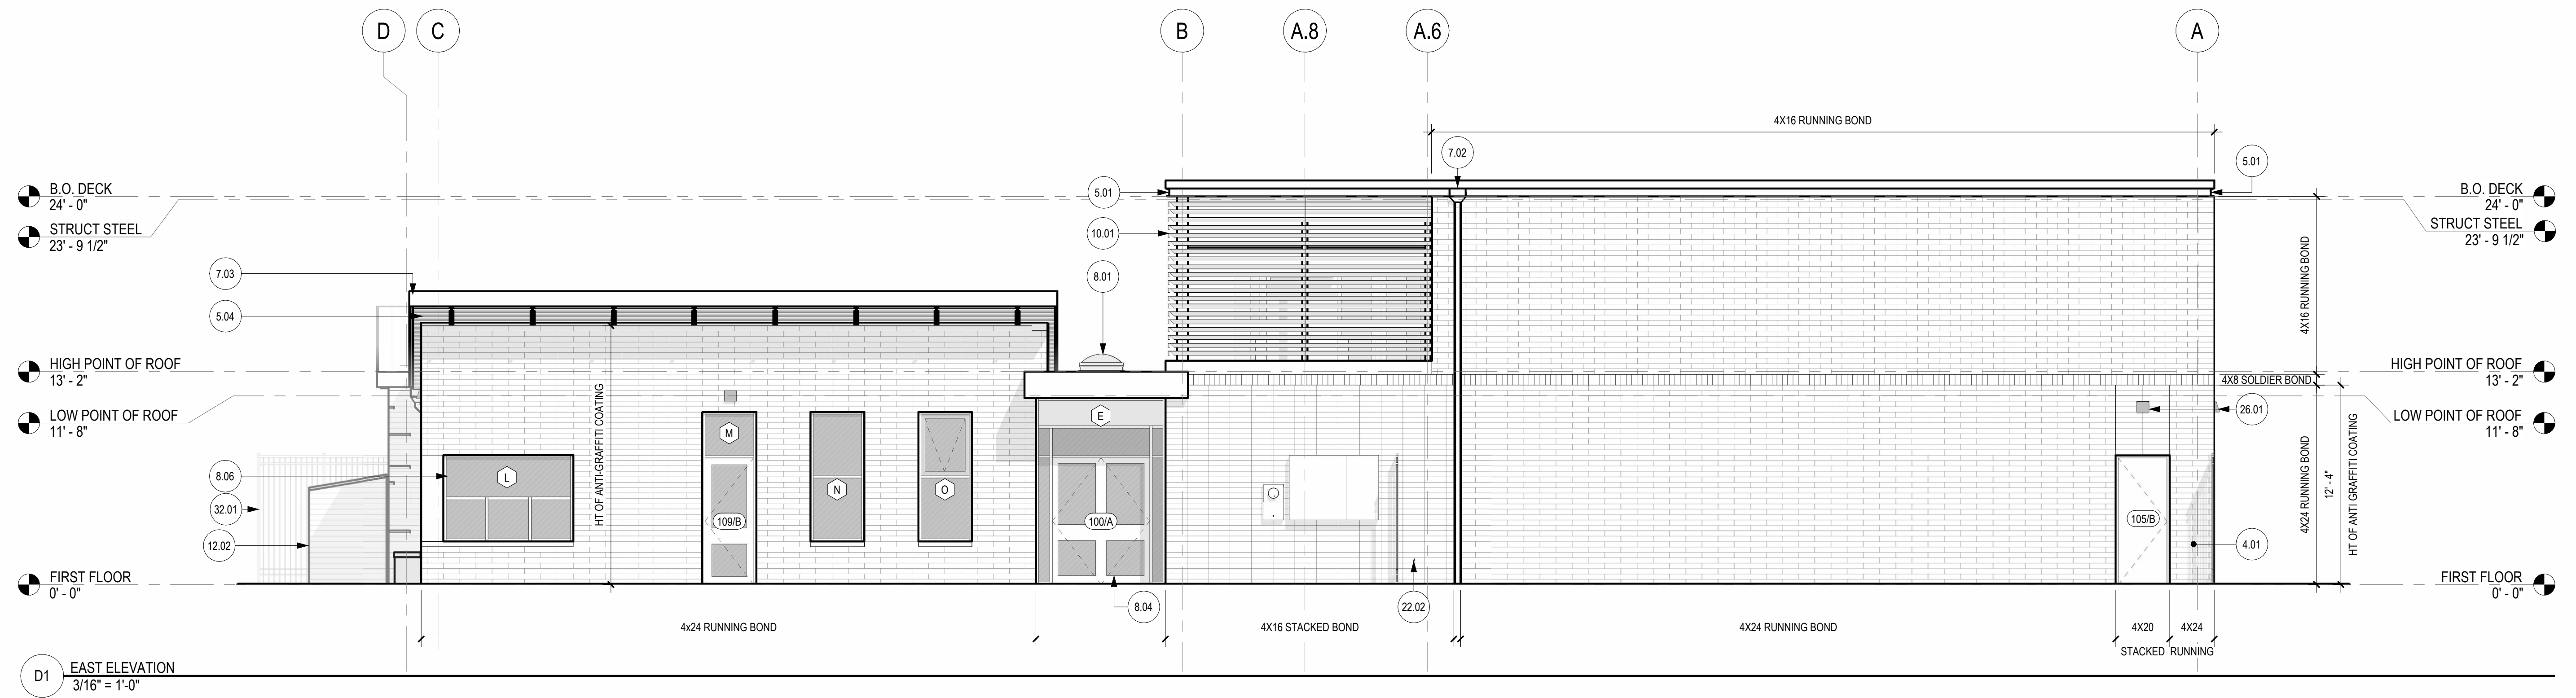 D
C
B
A.8
A.6
A
4X16 RUNNING BOND
7.02
5.01
5.01
B.O. DECK
24' - 0"
STRUCT STEEL
23' - 9 1/2"
B.O. DECK
24' - 0"
STRUCT STEEL
23' - 9 1/2"
10.01
7.03
8.01
5.04
4X16 RUNNING BOND
HIGH POINT OF ROOF
13' - 2"
HIGH POINT OF ROOF
13' - 2"
4X8 SOLDIER BOND
LOW POINT OF ROOF
11' - 8"
LOW POINT OF ROOF
11' - 8"
26.01
E
M
HT OF ANTI-GRAFFITI COATING
8.06
L
N
O
32.01
109/B
100/A
105/B
12.02
4X24 RUNNING BOND
12' - 4"
HT OF ANTI GRAFFITI COATING
4.01
FIRST FLOOR
0' - 0"
FIRST FLOOR
0' - 0"
8.04
22.02
4x24 RUNNING BOND
4X16 STACKED BOND
4X24 RUNNING BOND
4X20
STACKED
4X24
RUNNING
D1
EAST ELEVATION
3/16" = 1'-0"